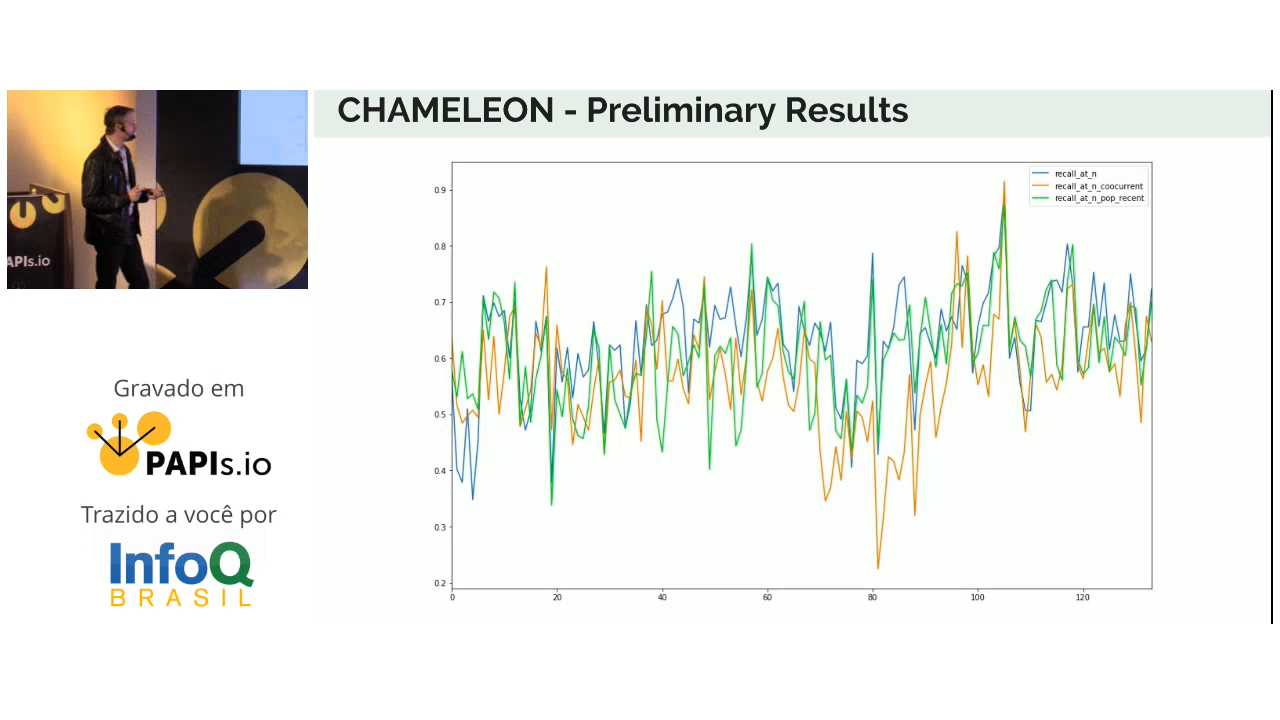 CHAMELEON - Preliminary Results
APIs.io
Gravado em
PAPIs.io
Trazido a você por
InfoQ
BRASIL
recall_at_n
recall_at_n_coocurrent
recall_at_n_pop_recent
0.9
0.8
0.7
0.6
0.5
0.4
0.3
0.2
0 20 40 60 80 100 120